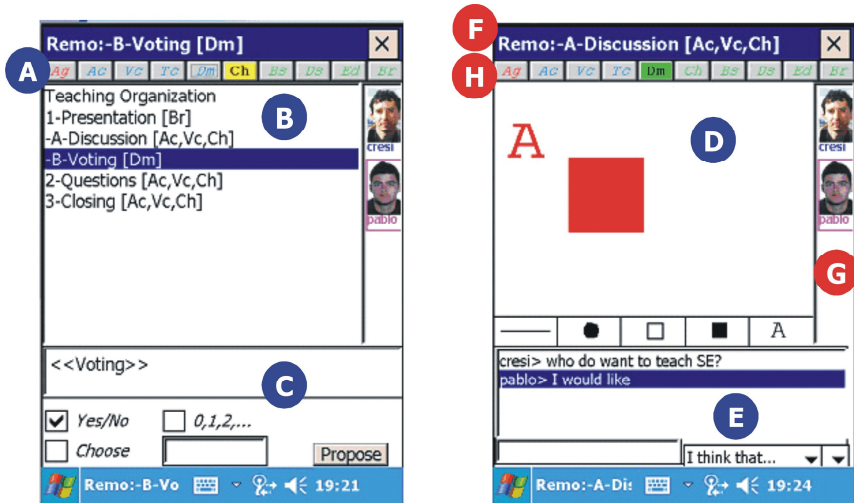 Remo:-B-Voting [Dm]
A
Ag Ac Vc Tc Dm Ch Bs Ds Ed Br
Teaching Organization
1-Presentation [Br]
-A-Discussion [Ac,Vc,Ch]
-B-Voting [Dm]
2-Questions [Ac,Vc,Ch]
3-Closing [Ac,Vc,Ch]
B
cresi
pablo
<<Voting>>
C
Yes/No 0,1,2,...
Choose
Propose
Remo:-B-Vo 19:21
F
Remo:-A-Discussion [Ac,Vc,Ch]
H
Ag Ac Vc Tc Dm Ch Bs Ds Ed Br
A
D
cresi
pablo
G
A
cresi> who do want to teach SE?
pablo> I would like
E
I think that...
Remo:-A-Dis 19:24